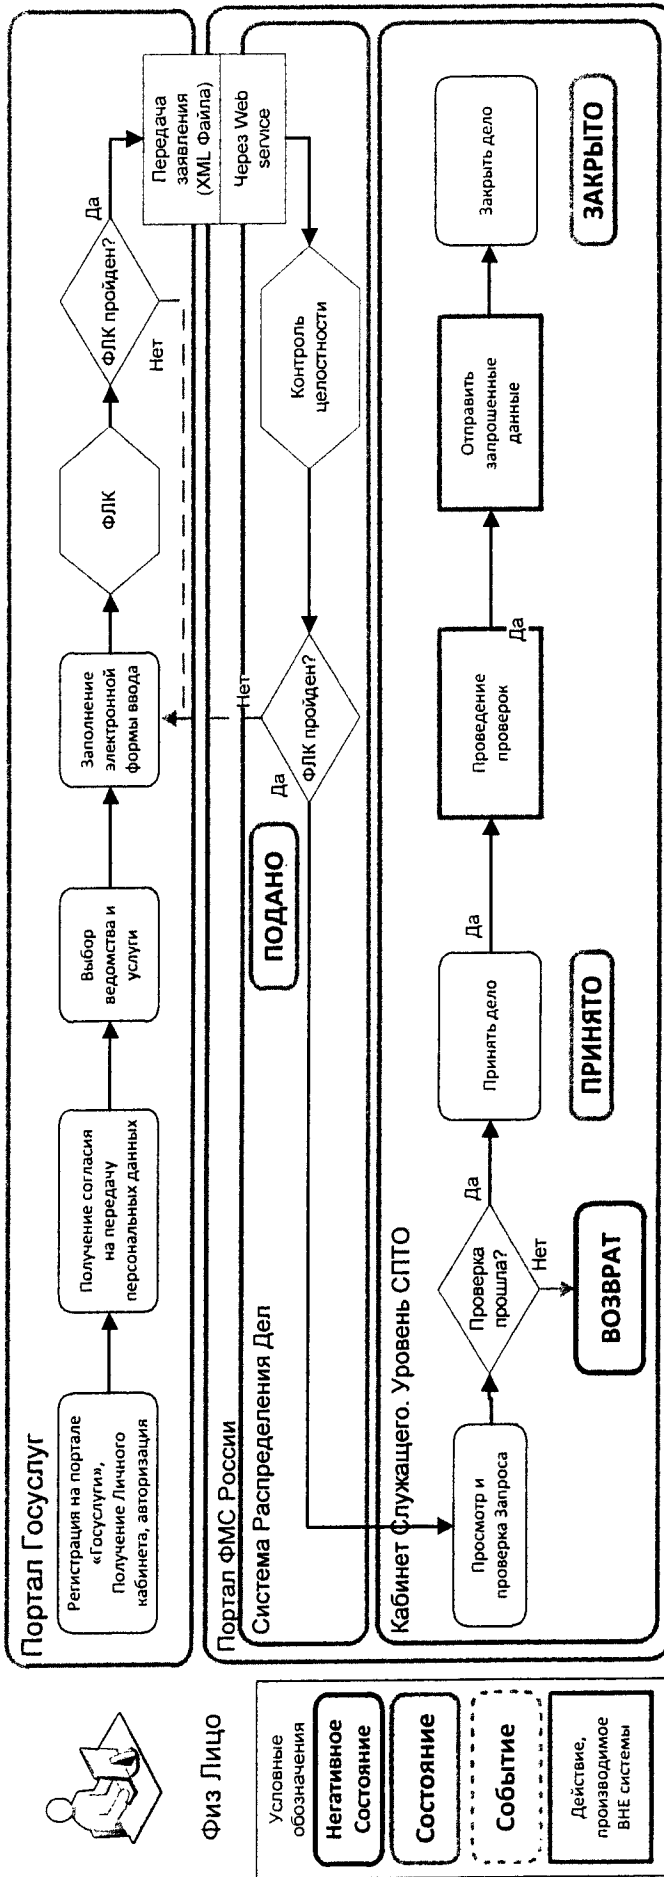 Портал Госуслуг
Регистрация на портале
«Госуслуги»,
Получение Личного
кабинета, авторизация
Получение согласия
на передачу
персональных данных
Выбор
ведомства и
услуги
Заполнение
электронной
формы ввода
ФЛК
ФЛК пройден?
Да
Нет
Передача
заявления
(XML Файла)
Через Web
service
Портал ФМС России
Система Распределения Дел
Контроль
целостности
ФЛК пройден?
Нет
Да
ПОДАНО
Кабинет Служащего. Уровень СПТО
Просмотр и
проверка Запроса
Проверка
прошла?
Да
Нет
ВОЗВРАТ
Принять дело
ПРИНЯТО
Да
Проведение
проверок
Да
Отправить
запрошенные
данные
Закрыть дело
ЗАКРЫТО
Физ Лицо
Условные
обозначения
Негативное
Состояние
Состояние
Событие
Действие,
производимое
ВНЕ системы